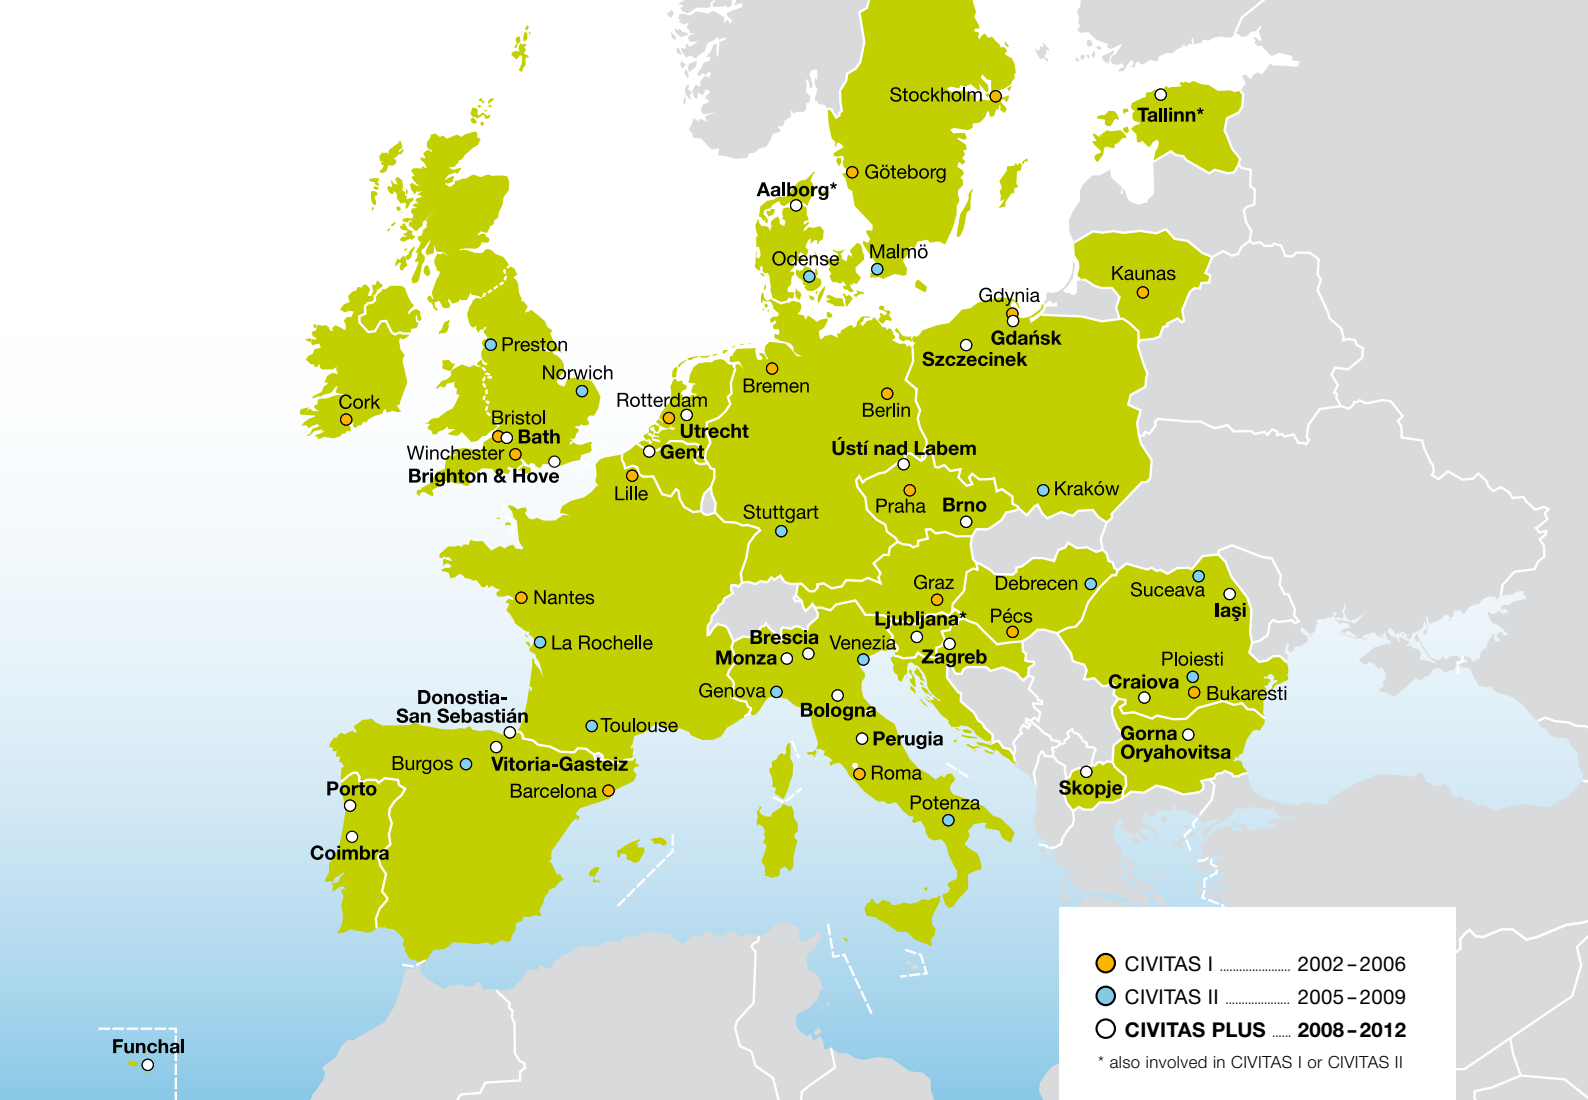 Stockholm
Tallinn*
Göteborg
Aalborg*
Malmö
Odense
Kaunas
Gdynia
Gdańsk
Szczecinek
Preston
Norwich
Bremen
Berlin
Cork
Rotterdam
Utrecht
Bristol
Bath
Winchester
Gent
Brighton & Hove
Lille
Ústí nad Labem
Praha
Brno
Kraków
Stuttgart
Graz
Debrecen
Suceava
Iaşi
Nantes
La Rochelle
Ljubljana*
Pécs
Brescia
Monza
Venezia
Zagreb
Ploiesti
Craiova
Bukaresti
Genova
Bologna
Donostia-
San Sebastián
Toulouse
Perugia
Gorna
Oryahovitsa
Burgos
Vitoria-Gasteiz
Barcelona
Roma
Skopje
Porto
Potenza
Coimbra
Funchal
CIVITAS I ...................... 2002–2006
CIVITAS II .................... 2005–2009
CIVITAS PLUS ...... 2008–2012
* also involved in CIVITAS I or CIVITAS II